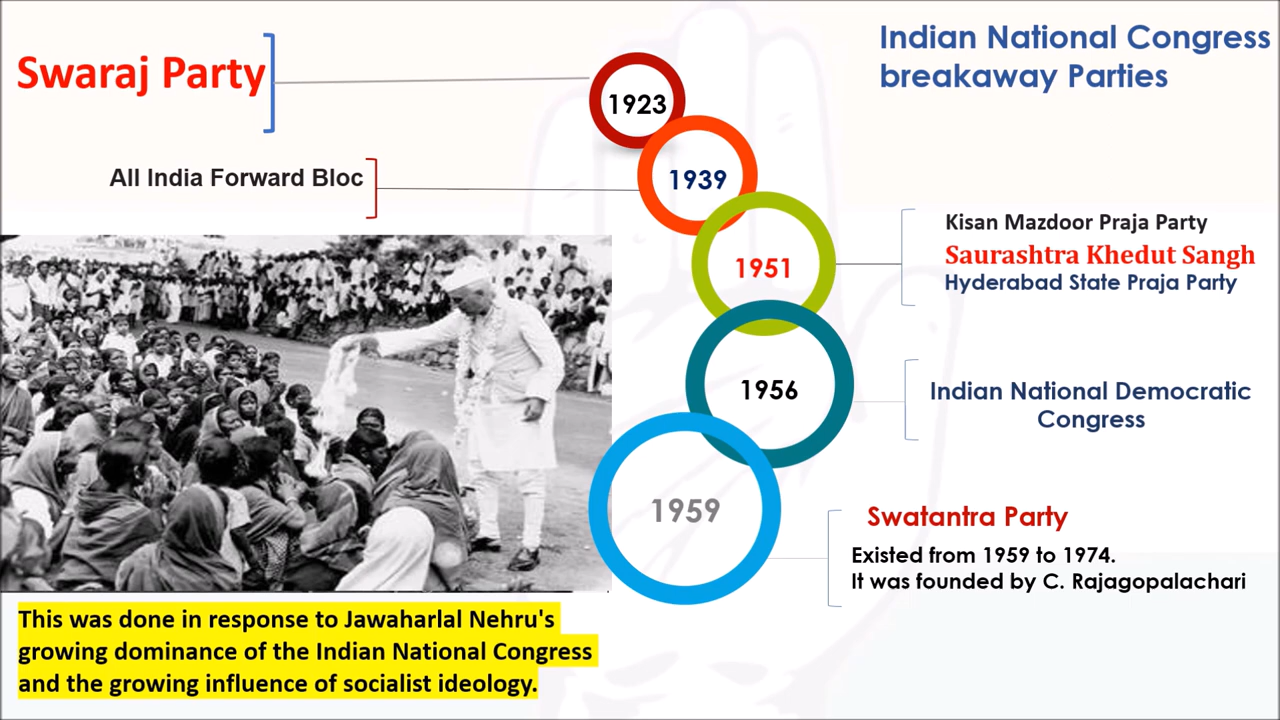 Indian National Congress
breakaway Parties
Swaraj Party
1923
All India Forward Bloc
1939
1951
Kisan Mazdoor Praja Party
Saurashtra Khedut Sangh
Hyderabad State Praja Party
1956
Indian National Democratic
Congress
1959
Swatantra Party
Existed from 1959 to 1974.
It was founded by C. Rajagopalachari
This was done in response to Jawaharlal Nehru's
growing dominance of the Indian National Congress
and the growing influence of socialist ideology.